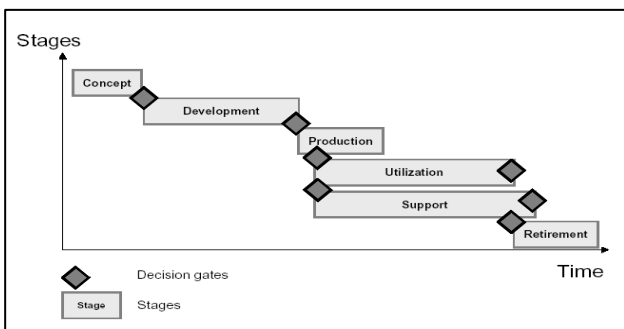 Stages
Concept
Development
Production
Utilization
Support
Retirement
Time
Decision gates
Stage
Stages